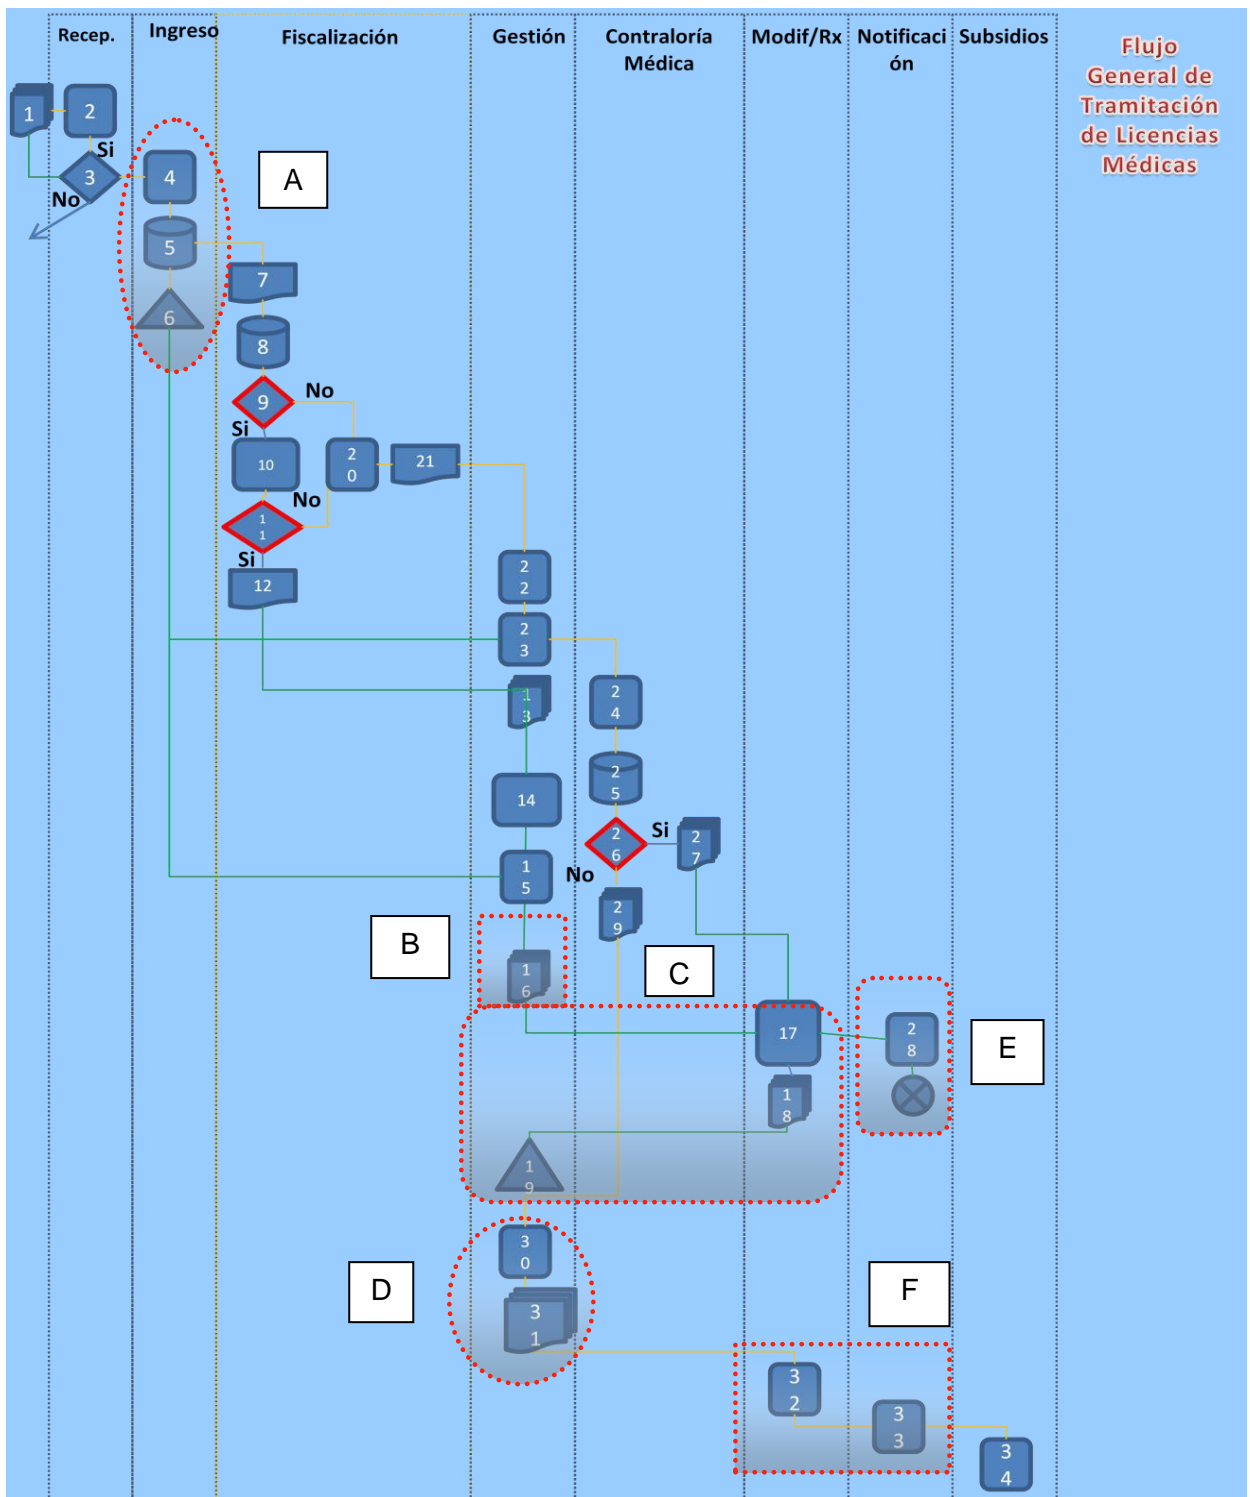 Recep.
Ingreso
Fiscalización
Gestión
Contraloría
Médica
Modif/Rx
Notificaci
ón
Subsidios
Flujo
General de
Tramitación
de Licencias
Médicas
1
2
Si
3
No
4
A
5
6
7
8
9
No
Si
10
2
0
21
No
1
1
Si
12
2
2
2
3
1
3
2
4
14
2
5
2
6
Si
2
7
No
1
5
2
9
B
1
6
C
17
2
8
E
1
8
1
9
3
0
D
F
3
1
3
2
3
3
3
4